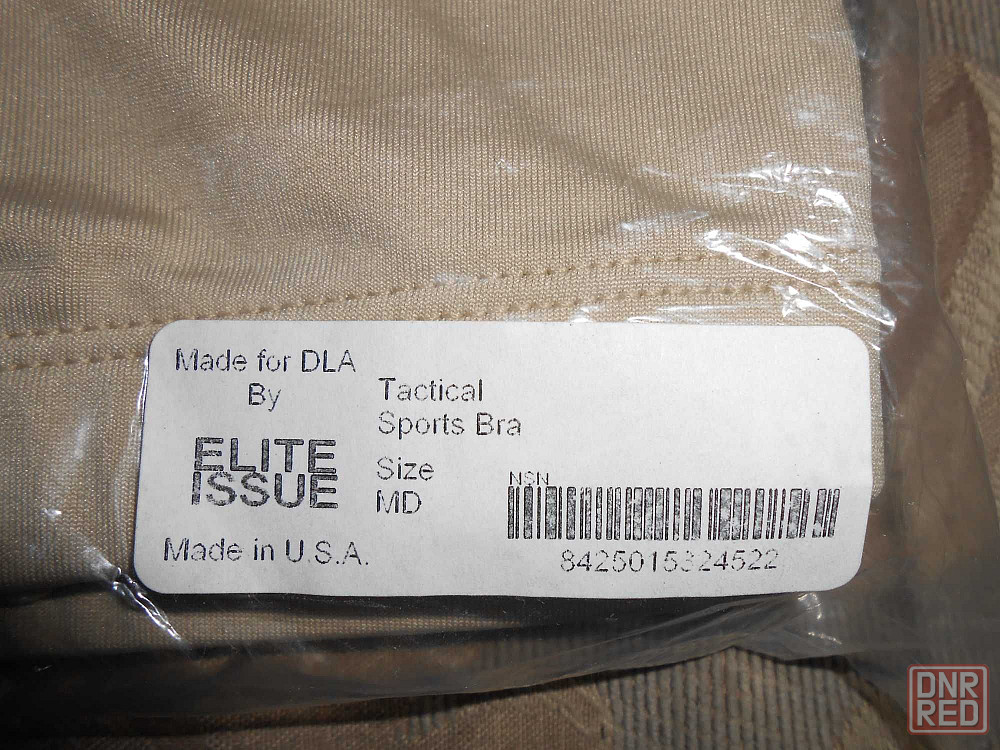 Made for DLA
By
ELITE
ISSUE
Made in U.S.A.
Tactical
Sports Bra
Size
MD
NSN
8425015324522
DNR
RED